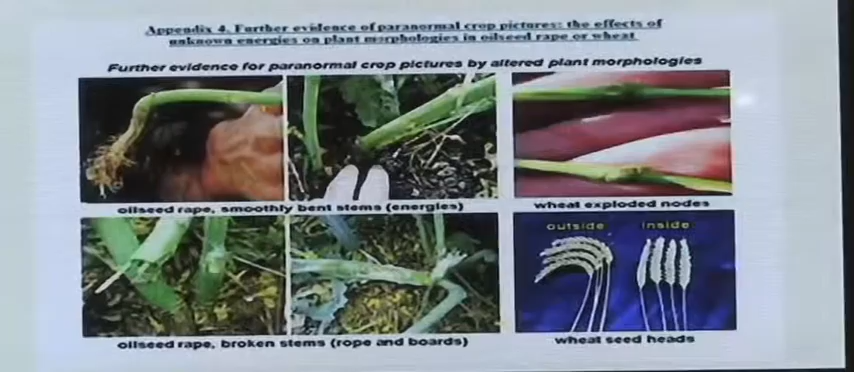 Appendix 4. Further evidence of paranormal crop pictures: the effects of
unknown energies on plant morphologies in oilseed rape or wheat
Further evidence for paranormal crop pictures by altered plant morphologies
oilseed rape, smoothly bent stems (energies)
wheat exploded nodes
outside inside
oilseed rape, broken stems (rope and boards)
wheat seed heads